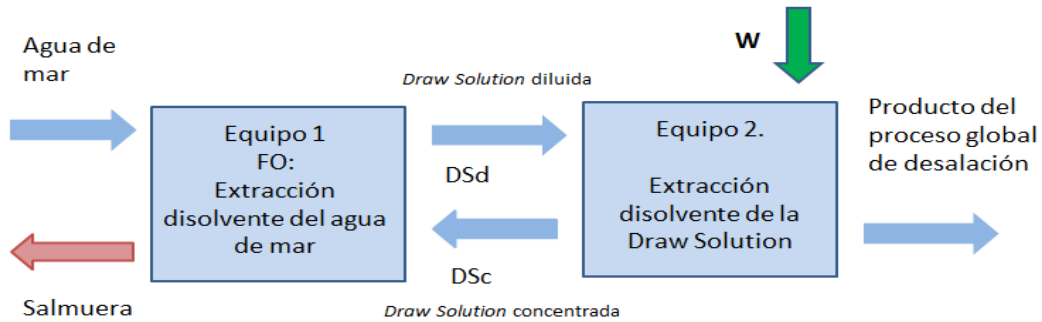 Agua de
mar
Salmuera
Equipo 1
FO:
Extracción
disolvente del agua
de mar
Draw Solution diluida
DSd
DSc
Draw Solution concentrada
W
Equipo 2.
Extracción
disolvente de la
Draw Solution
Producto del
proceso global
de desalación